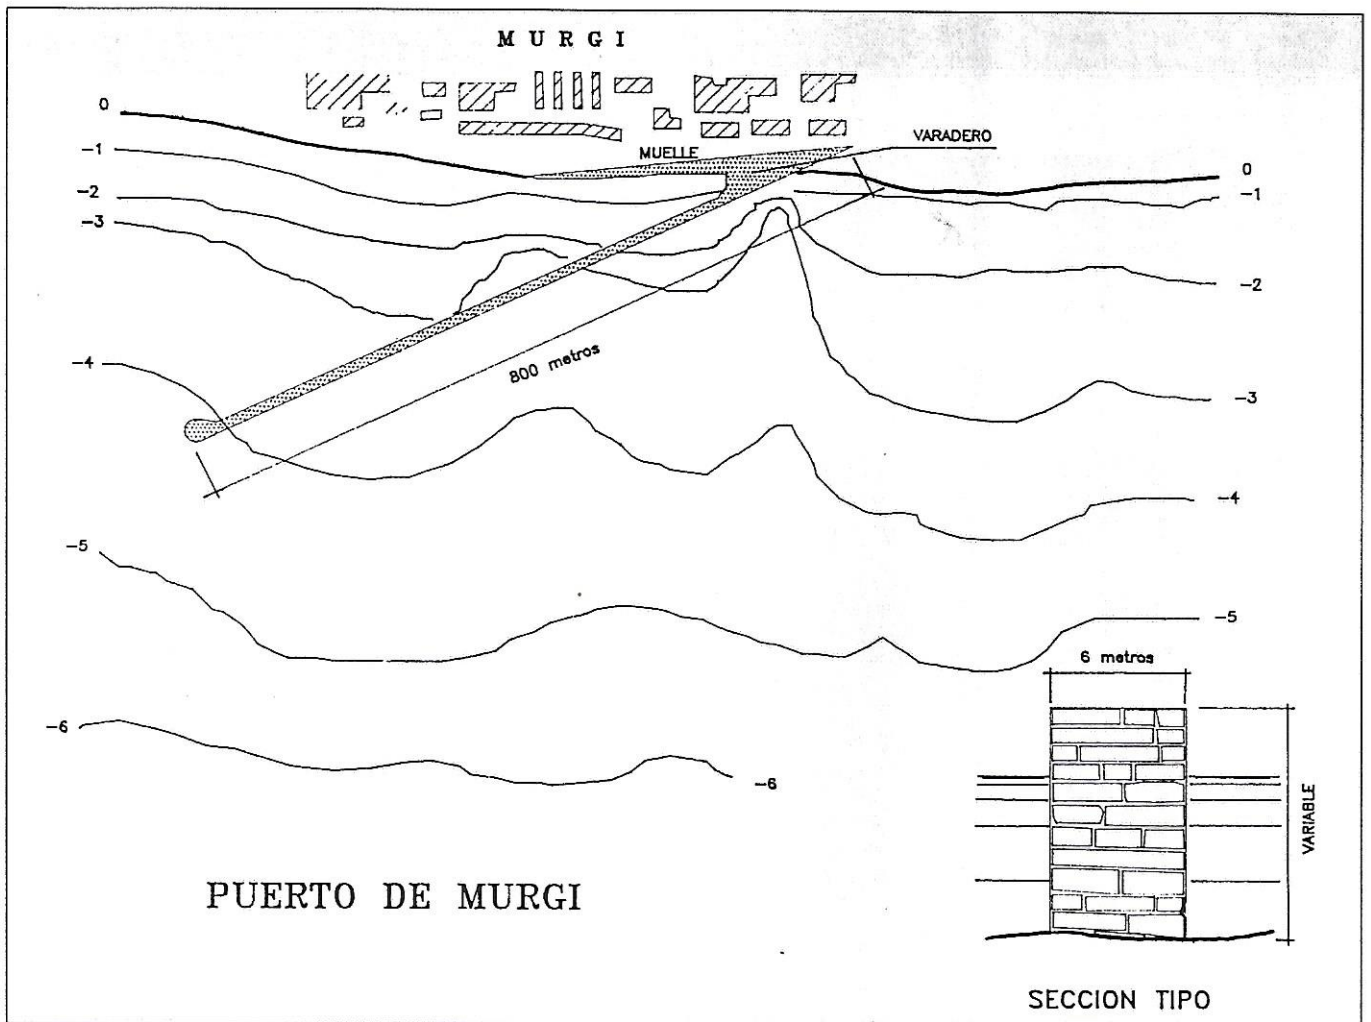 MURGI
0
-1
-2
-3
-4
-5
-6
MUELLE
VARADERO
0
-1
-2
-3
-4
-5
-6
800 metros
6 metros
VARIABLE
PUERTO DE MURGI
SECCION TIPO